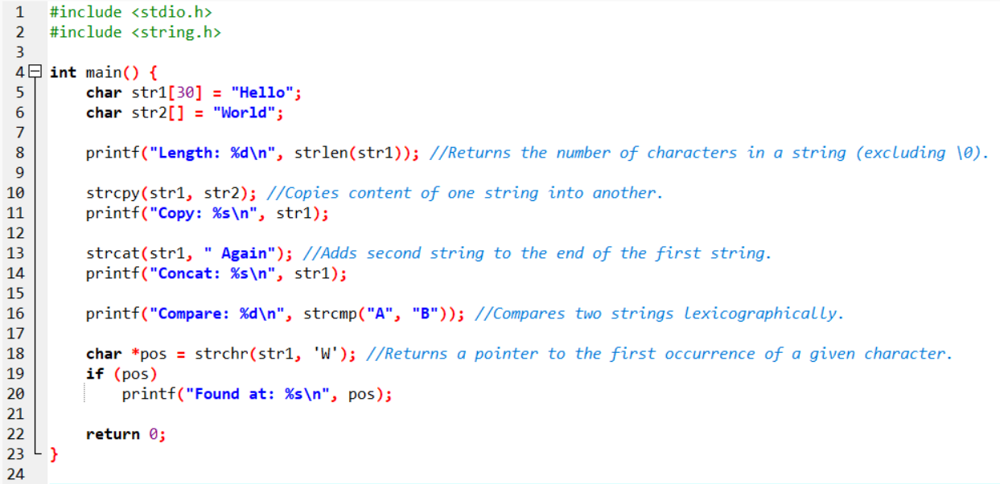 1 #include <stdio.h>
2 #include <string.h>
3
4 int main() {
5 char str1[30] = "Hello";
6 char str2[] = "World";
7
8 printf("Length: %d\n", strlen(str1)); //Returns the number of characters in a string (excluding \0).
9
10 strcpy(str1, str2); //Copies content of one string into another.
11 printf("Copy: %s\n", str1);
12
13 strcat(str1, " Again"); //Adds second string to the end of the first string.
14 printf("Concat: %s\n", str1);
15
16 printf("Compare: %d\n", strcmp("A", "B")); //Compares two strings lexicographically.
17
18 char *pos = strchr(str1, 'W'); //Returns a pointer to the first occurrence of a given character.
19 if (pos)
20 printf("Found at: %s\n", pos);
21
22 return 0;
23 }
24